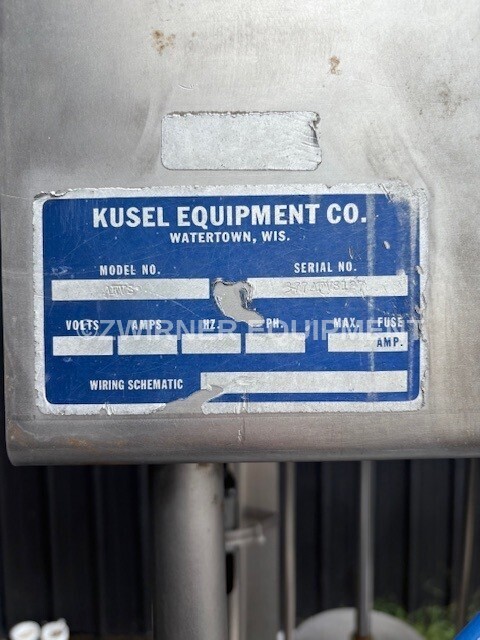 KUSEL EQUIPMENT CO.
WATERTOWN, WIS.
MODEL NO. SERIAL NO.
VOLTS AMPS HZ. PH. MAX. FUSE
©ZWIRNER EQUIPMENT
AMP.
WIRING SCHEMATIC